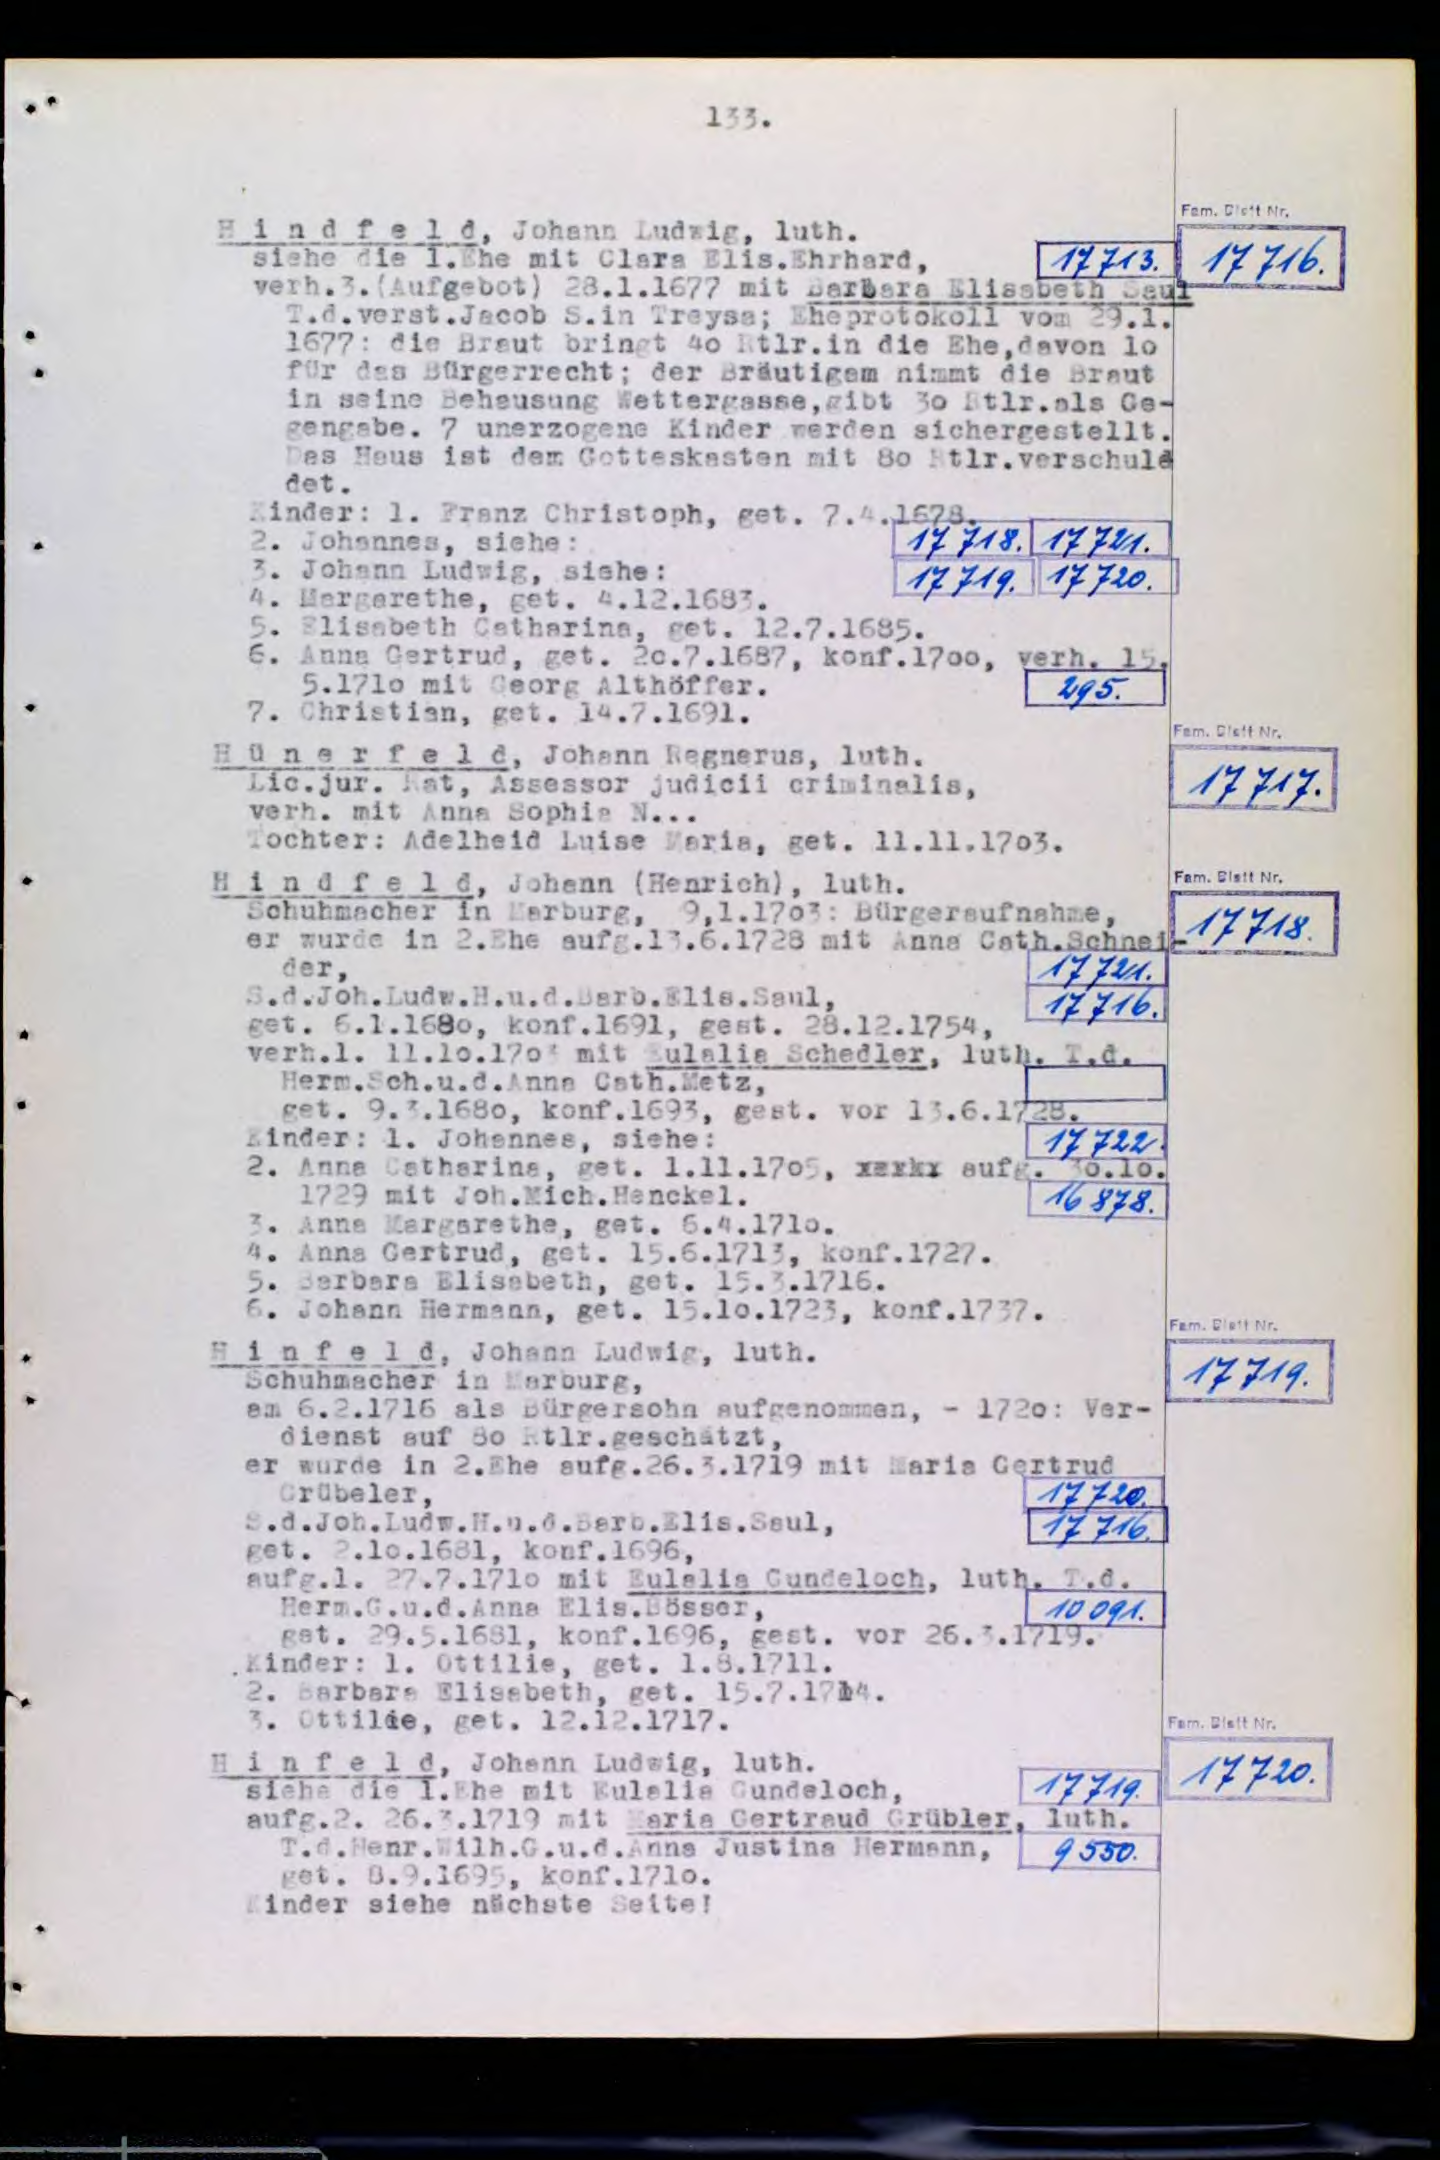 133.
Fam. Blatt Nr.
H i n d f e l d, Johann Ludwig, luth.
siehe die 1.Ehe mit Clara Elis.Ehrhard, 17713. 17716.
verh.3.(Aufgebot) 28.1.1677 mit Barbara Elisabeth Saul
T.d.verst.Jacob S.in Treysa; Eheprotokoll vom 29.1.
1677: die Braut bringt 4o Rtlr.in die Ehe,davon 1o
für das Bürgerrecht; der Bräutigam nimmt die Braut
in seine Behausung Wettergasse,gibt 3o Rtlr.als Ge-
gengabe. 7 unerzogene Kinder werden sichergestellt.
Das Haus ist dem Gotteskasten mit 8o Rtlr.verschuld
det.
Kinder: 1. Franz Christoph, get. 7.4.1678.
2. Johannes, siehe: 17718. 17721.
3. Johann Ludwig, siehe: 17719. 17720.
4. Margarethe, get. 4.12.1683.
5. Elisabeth Catharina, get. 12.7.1685.
6. Anna Gertrud, get. 2o.7.1687, konf.17oo, verh. 15.
5.171o mit Georg Althöffer. 295.
7. Christian, get. 14.7.1691.
Fam. Blatt Nr.
H ü n e r f e l d, Johann Regnerus, luth.
Lic.jur. Rat, Assessor judicii criminalis, 17717.
verh. mit Anna Sophia N...
Tochter: Adelheid Luise Maria, get. 11.11.17o3.
Fam. Blatt Nr.
H i n d f e l d, Johann (Henrich), luth.
Schuhmacher in Marburg, 9,1.17o3: Bürgeraufnahme, 17718.
er wurde in 2.Ehe aufg.13.6.1728 mit Anna Cath.Schnei-
der, 17721.
S.d.Joh.Ludw.H.u.d.Barb.Elis.Saul, 17716.
get. 6.1.168o, konf.1691, gest. 28.12.1754,
verh.1. 11.1o.17o3 mit Eulalia Schedler, luth. T.d.
Herm.Sch.u.d.Anna Cath.Metz,
get. 9.3.168o, konf.1693, gest. vor 13.6.1728.
Kinder: 1. Johannes, siehe: 17722.
2. Anna Catharina, get. 1.11.17o5, aufg. 3o.1o.
1729 mit Joh.Mich.Henckel. 16878.
3. Anna Margarethe, get. 6.4.171o.
4. Anna Gertrud, get. 15.6.1713, konf.1727.
5. Barbara Elisabeth, get. 15.3.1716.
6. Johann Hermann, get. 15.1o.1723, konf.1737.
Fam. Blatt Nr.
H i n f e l d, Johann Ludwig, luth.
Schuhmacher in Marburg, 17719.
am 6.2.1716 als Bürgersohn aufgenommen, - 172o: Ver-
dienst auf 8o Rtlr.geschätzt,
er wurde in 2.Ehe aufg.26.3.1719 mit Maria Gertrud
Grübeler, 17720.
S.d.Joh.Ludw.H.u.d.Barb.Elis.Saul, 17716.
get. 2.1o.1681, konf.1696,
aufg.1. 27.7.171o mit Eulalia Gundeloch, luth. T.d.
Herm.G.u.d.Anna Elis.Bösser, 10091.
get. 29.5.1681, konf.1696, gest. vor 26.3.1719.
Kinder: 1. Ottilie, get. 1.8.1711.
2. Barbara Elisabeth, get. 15.7.1714.
3. Ottilie, get. 12.12.1717.
Fam. Blatt Nr.
H i n f e l d, Johann Ludwig, luth.
siehe die 1.Ehe mit Eulalia Gundeloch, 17719. 17720.
aufg.2. 26.3.1719 mit Maria Gertraud Grübler, luth.
T.d.Henr.Wilh.G.u.d.Anna Justina Hermann, 9550.
get. 8.9.1695, konf.171o.
Kinder siehe nächste Seite!